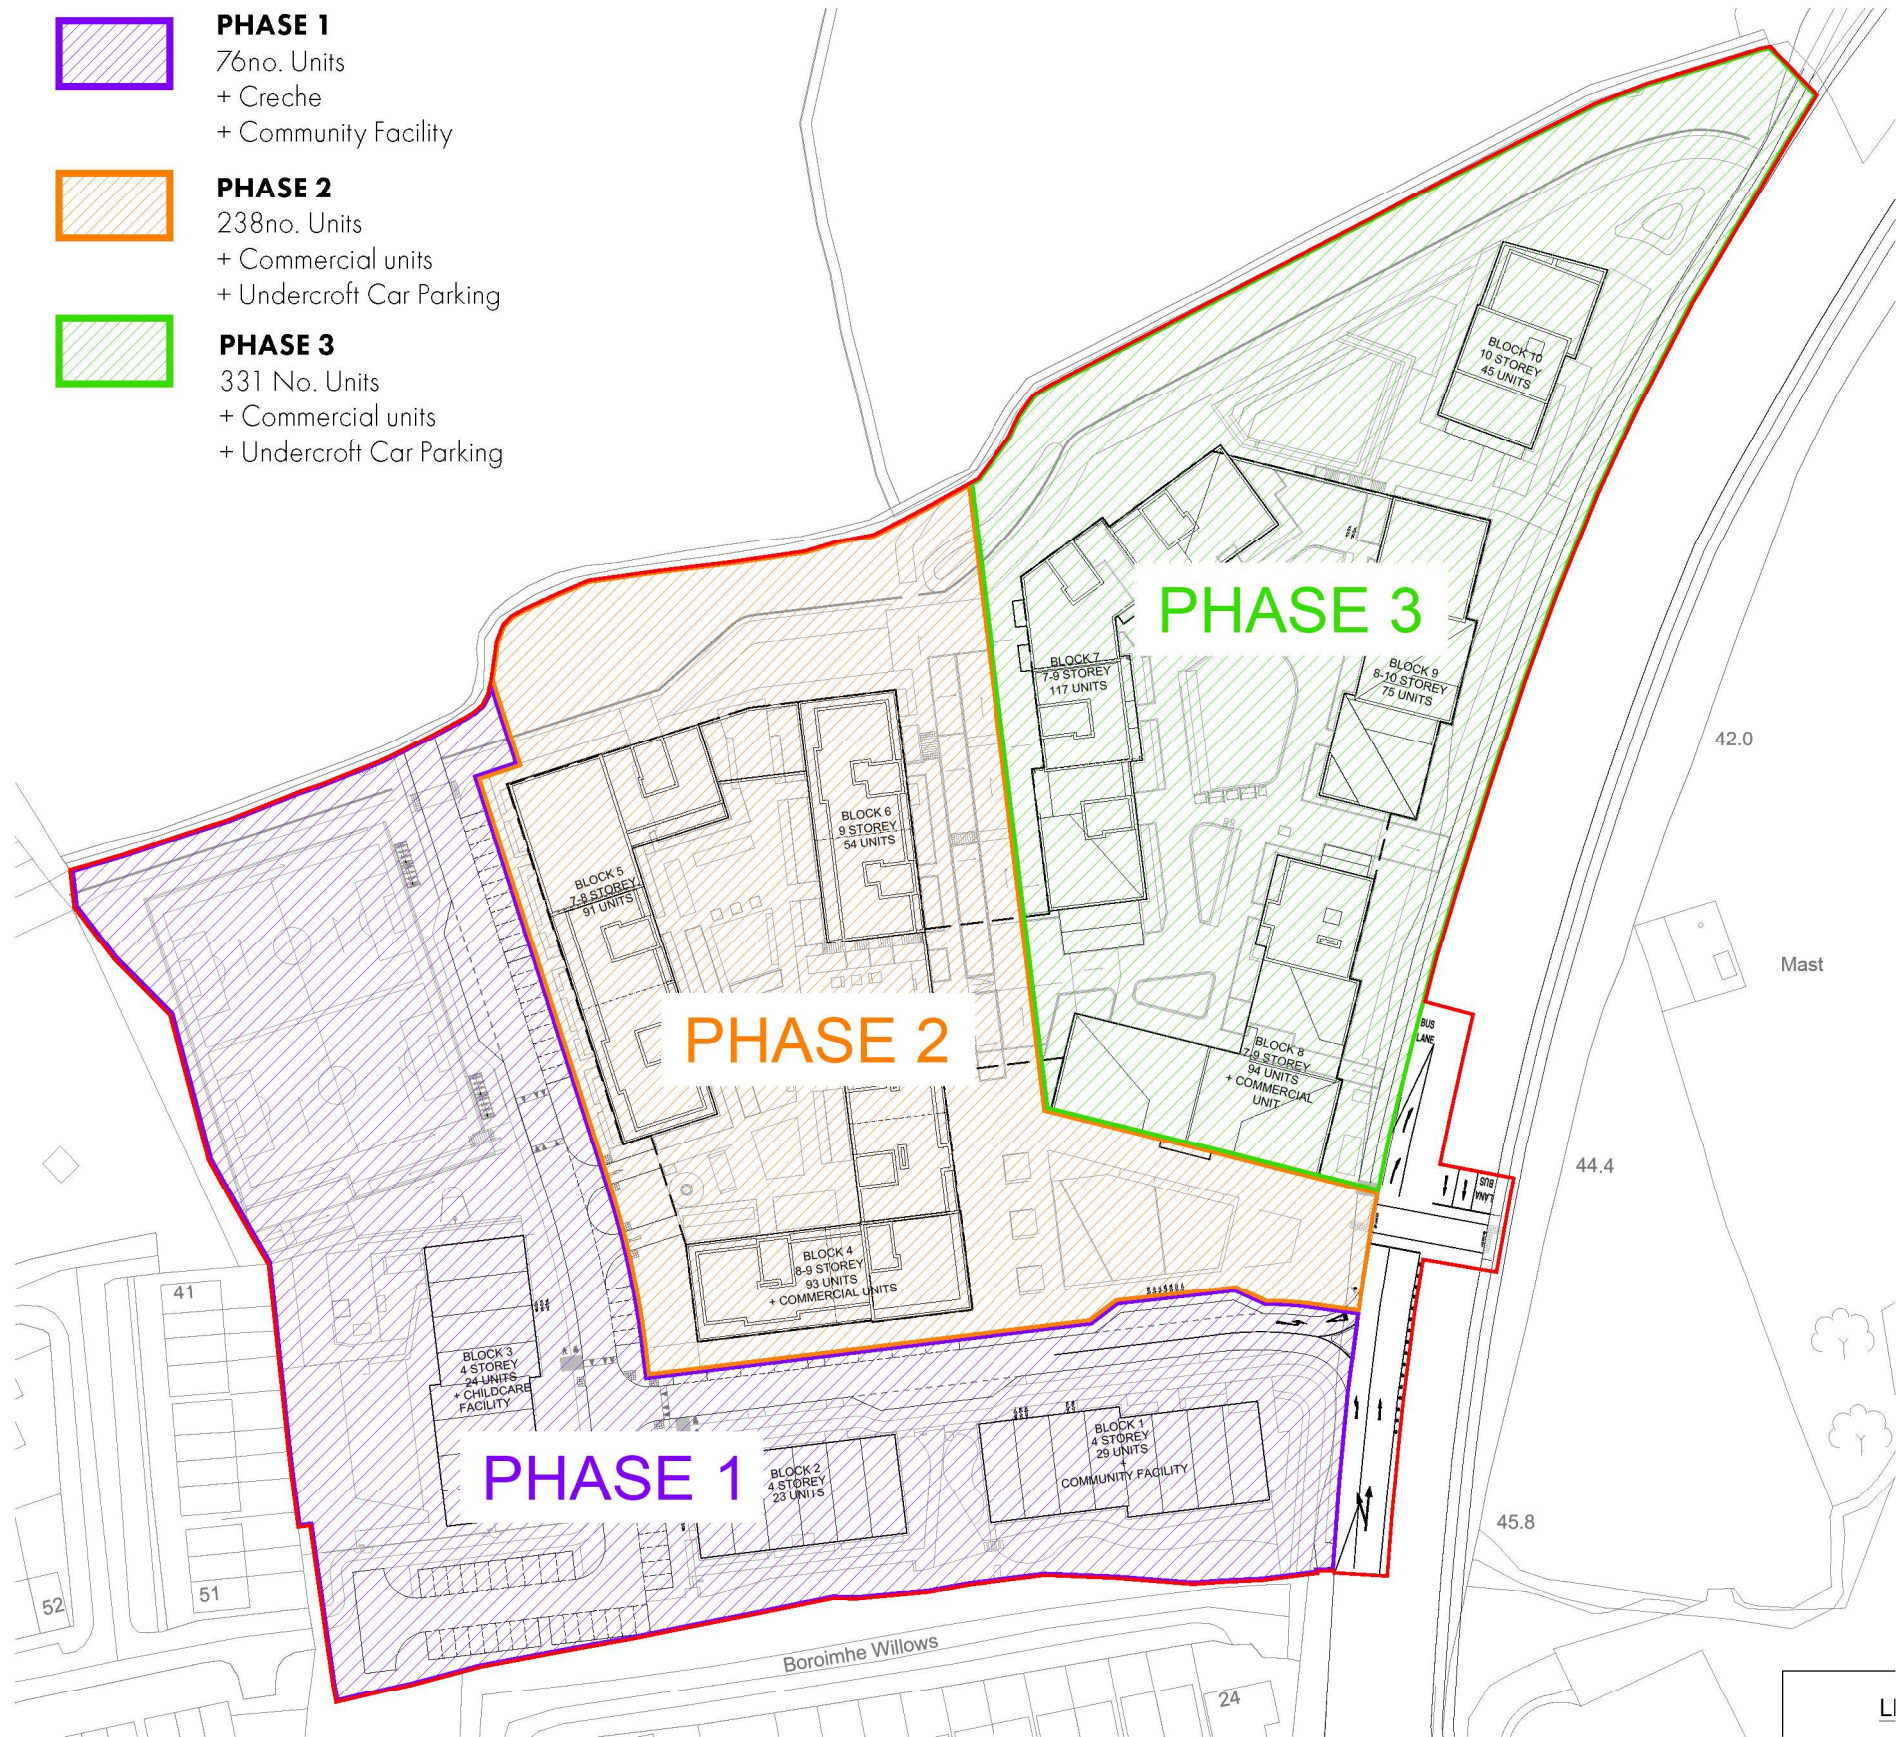 PHASE 1
76no. Units
+ Creche
+ Community Facility
PHASE 2
238no. Units
+ Commercial units
+ Undercroft Car Parking
PHASE 3
331 No. Units
+ Commercial units
+ Undercroft Car Parking
BLOCK 10
10 STOREY
45 UNITS
PHASE 3
BLOCK 7
7-9 STOREY
117 UNITS
BLOCK 9
8-10 STOREY
75 UNITS
42.0
BLOCK 6
9 STOREY
54 UNITS
BLOCK 5
7-8 STOREY
91 UNITS
Mast
PHASE 2
BUS
LANE
BLOCK 8
7-9 STOREY
94 UNITS
+ COMMERCIAL
UNIT
44.4
BUS
LANA
BLOCK 4
8-9 STOREY
93 UNITS
+ COMMERCIAL UNITS
41
BLOCK 3
4 STOREY
24 UNITS
+ CHILDCARE
FACILITY
PHASE 1
BLOCK 2
4 STOREY
23 UNITS
BLOCK 1
4 STOREY
29 UNITS
+
COMMUNITY FACILITY
45.8
51
52
Boroimhe Willows
24